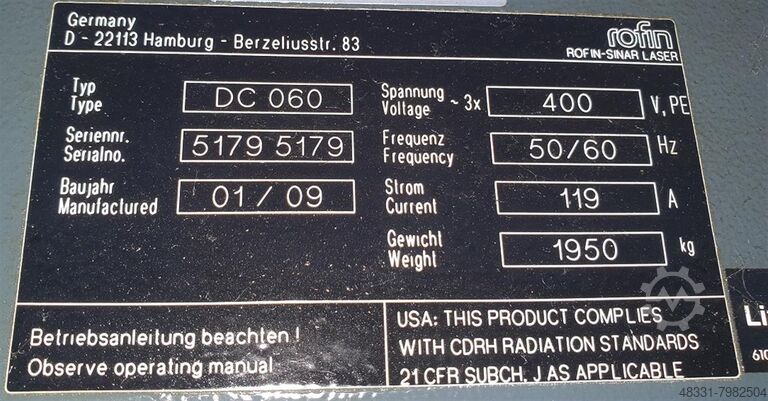 Germany
D - 22113 Hamburg - Berzeliusstr. 83
rofin
ROFIN-SINAR LASER
Typ
Type
DC 060
Seriennr.
Serialno.
5179 5179
Baujahr
Manufactured
01 / 09
Spannung
Voltage ~ 3x 400 V, PE
Frequenz
Frequency
50/60 Hz
Strom
Current
119 A
Gewicht
Weight
1950 kg
Betriebsanleitung beachten !
Observe operating manual
USA: THIS PRODUCT COMPLIES
WITH CDRH RADIATION STANDARDS
21 CFR SUBCH. J AS APPLICABLE
48331-7982504